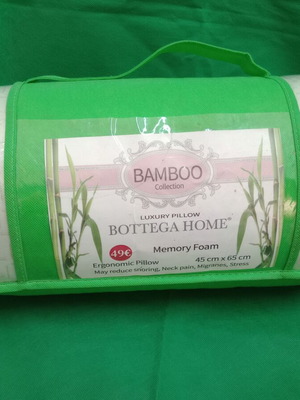 BAMBOO
Collection
LUXURY PILLOW
BOTTEGA HOME®
49€
Memory Foam
Ergonomic Pillow
45 cm x 65 cm
May reduce snoring, Neck pain, Migranes, Stress